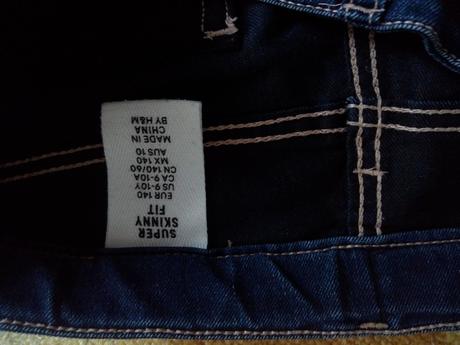 SUPER
SKINNY
FIT
EUR 140
US 9-10Y
CA 9-10A
CN 140/60
MX 140
AUS 10
MADE IN
CHINA
BY H&M